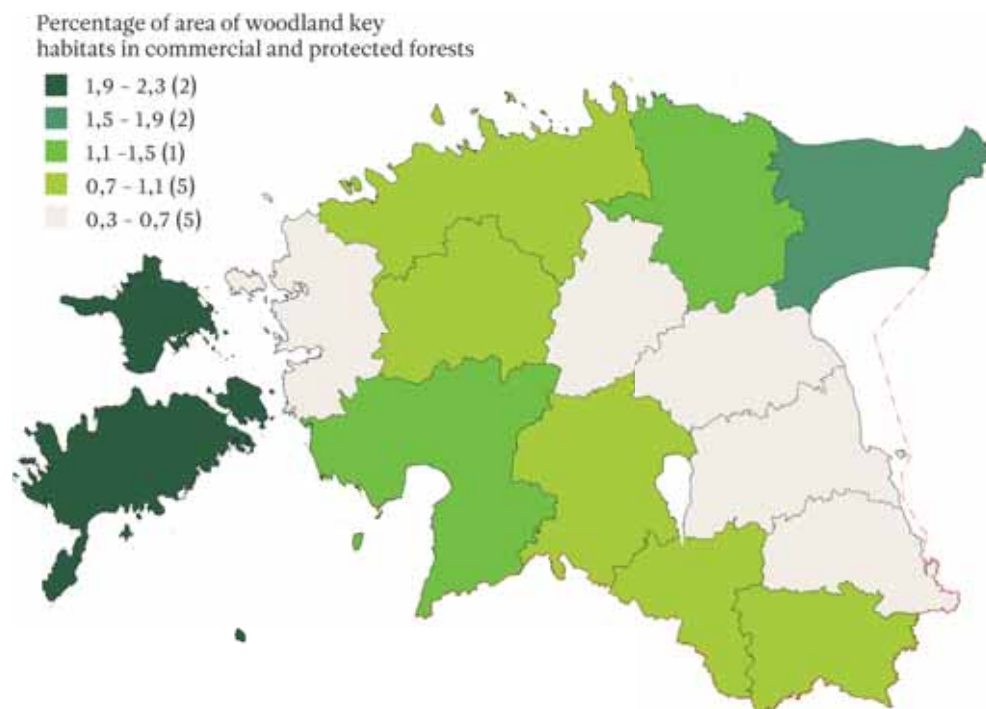 Percentage of area of woodland key
habitats in commercial and protected forests
1,9 – 2,3 (2)
1,5 – 1,9 (2)
1,1 –1,5 (1)
0,7 – 1,1 (5)
0,3 – 0,7 (5)